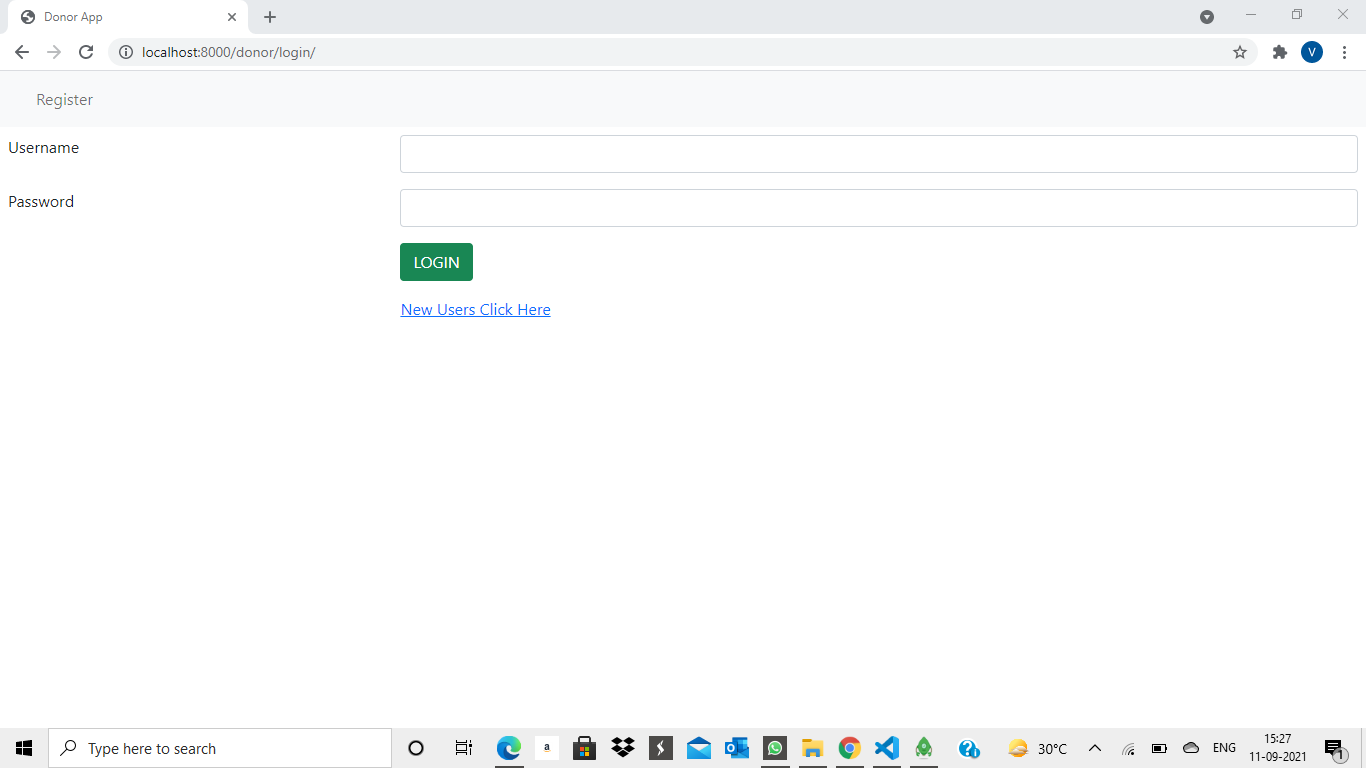 Donor App
localhost:8000/donor/login/
V
Register
Username
Password
LOGIN
New Users Click Here
Type here to search
a
30°C
ENG
15:27
11-09-2021
1